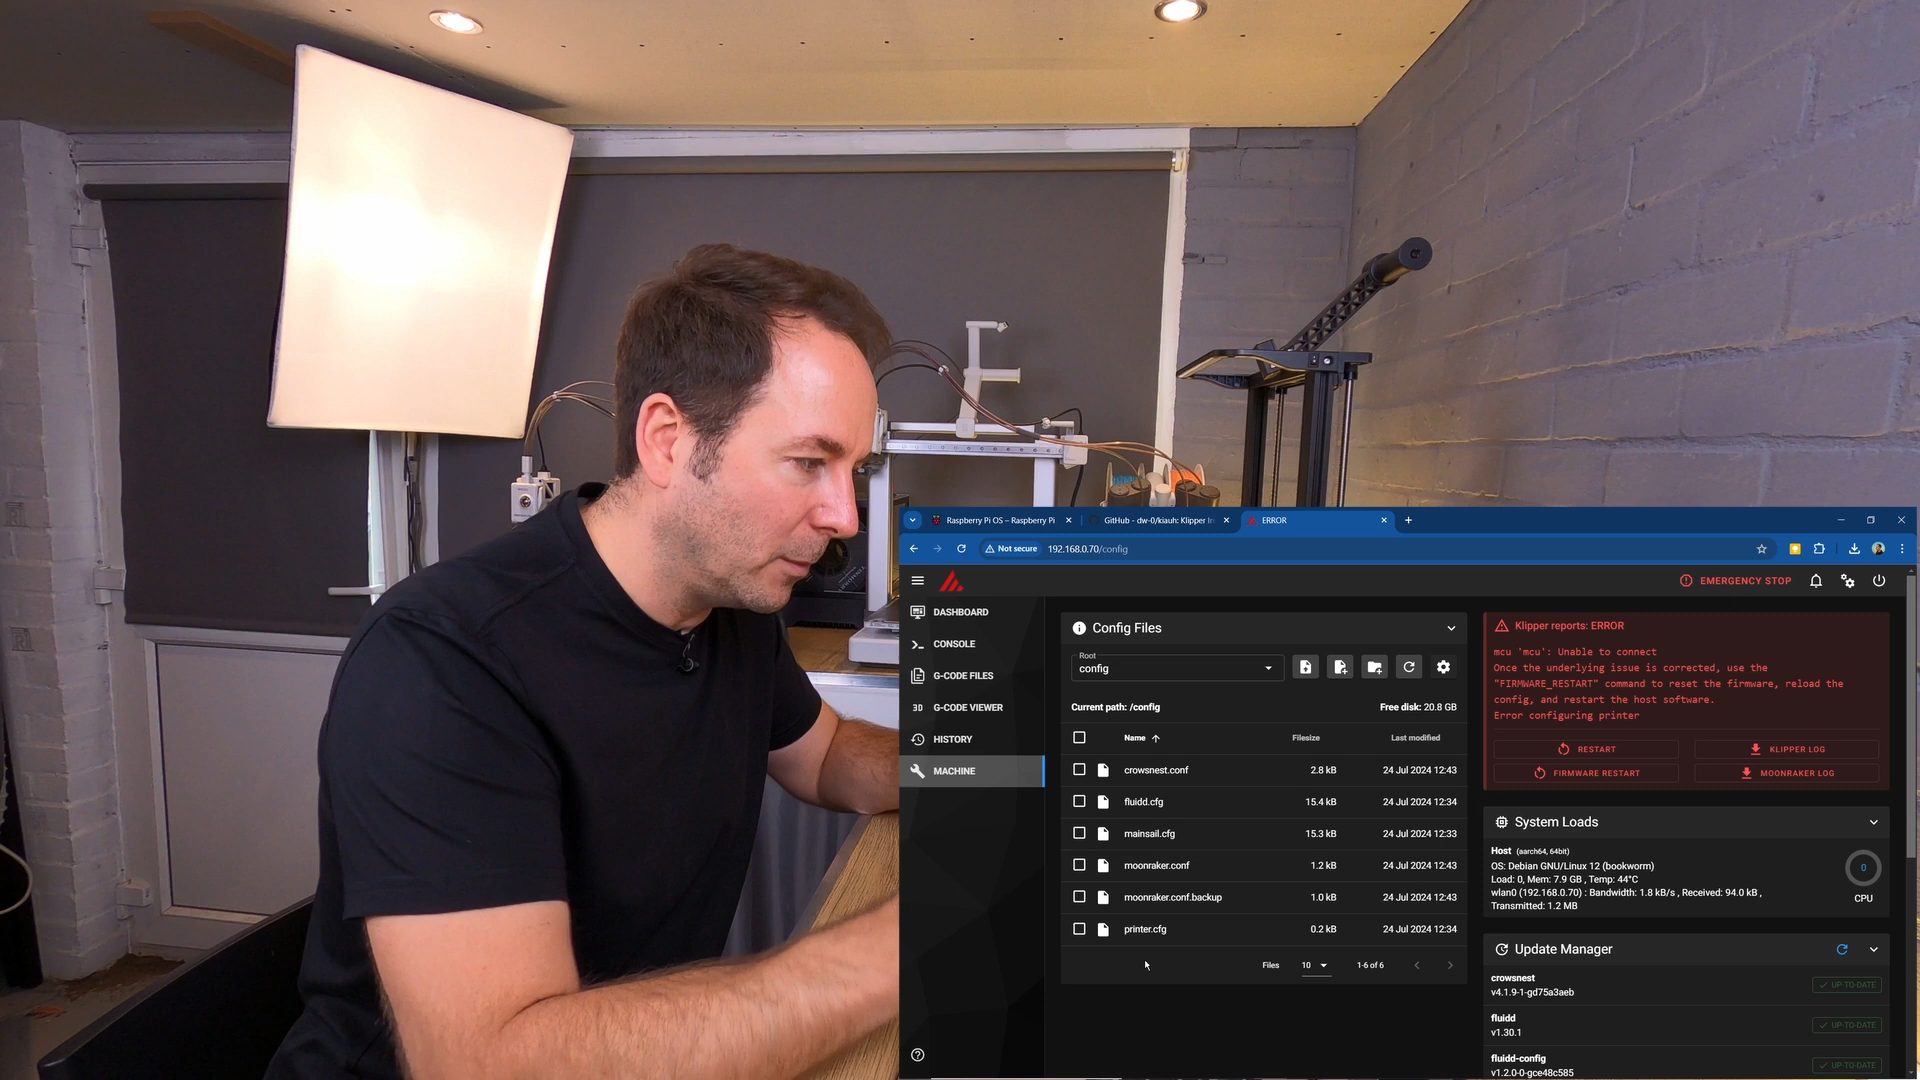 Raspberry Pi OS – Raspberry Pi
GitHub - dw-0/kiauh: Klipper In
ERROR
Not secure
192.168.0.70/config
EMERGENCY STOP
DASHBOARD
CONSOLE
G-CODE FILES
3D
G-CODE VIEWER
HISTORY
MACHINE
Config Files
Root
config
Current path: /config
Free disk: 20.8 GB
Name
Filesize
Last modified
crowsnest.conf
2.8 kB
24 Jul 2024 12:43
fluidd.cfg
15.4 kB
24 Jul 2024 12:34
mainsail.cfg
15.3 kB
24 Jul 2024 12:33
moonraker.conf
1.2 kB
24 Jul 2024 12:43
moonraker.conf.backup
1.0 kB
24 Jul 2024 12:43
printer.cfg
0.2 kB
24 Jul 2024 12:34
Files
10
1-6 of 6
Klipper reports: ERROR
mcu 'mcu': Unable to connect
Once the underlying issue is corrected, use the
"FIRMWARE_RESTART" command to reset the firmware, reload the
config, and restart the host software.
Error configuring printer
RESTART
KLIPPER LOG
FIRMWARE RESTART
MOONRAKER LOG
System Loads
Host (aarch64, 64bit)
OS: Debian GNU/Linux 12 (bookworm)
Load: 0, Mem: 7.9 GB , Temp: 44°C
wlan0 (192.168.0.70) : Bandwidth: 1.8 kB/s , Received: 94.0 kB ,
Transmitted: 1.2 MB
0
CPU
Update Manager
crowsnest
v4.1.9-1-gd75a3aeb
UP-TO-DATE
fluidd
v1.30.1
UP-TO-DATE
fluidd-config
v1.2.0-0-gce48c585
UP-TO-DATE